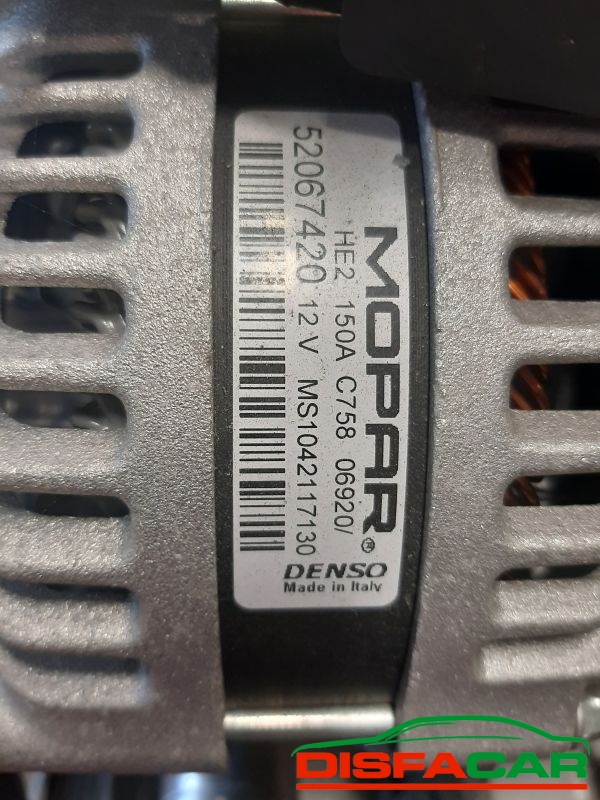 MOPAR®
HE2 150A C758 06920/
52067420 12 V MS1042117130
DENSO
Made in Italy
DISFACAR